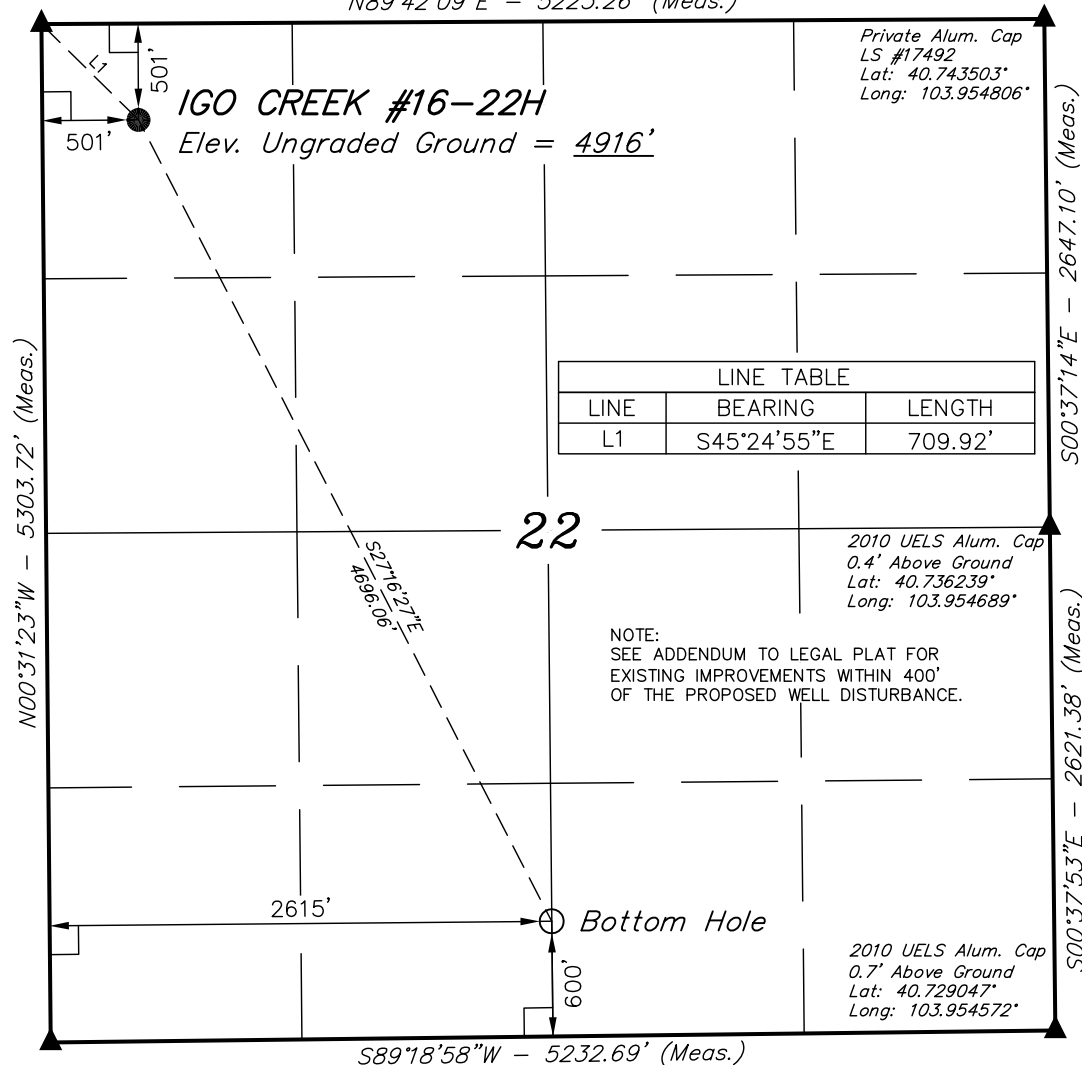 N89°42'09"E - 5225.26' (Meas.)
Private Alum. Cap
LS #17492
Lat: 40.743503°
Long: 103.954806°
L1
501'
501'
IGO CREEK #16-22H
Elev. Ungraded Ground = 4916'
S00°37'14"E - 2647.10' (Meas.)
N00°31'23"W - 5303.72' (Meas.)
LINE TABLE
LINE BEARING LENGTH
L1 S45°24'55"E 709.92'
22
S27°16'27"E
4696.06'
2010 UELS Alum. Cap
0.4' Above Ground
Lat: 40.736239°
Long: 103.954689°
NOTE:
SEE ADDENDUM TO LEGAL PLAT FOR
EXISTING IMPROVEMENTS WITHIN 400'
OF THE PROPOSED WELL DISTURBANCE.
S00°37'53"E - 2621.38' (Meas.)
2615'
Bottom Hole
600'
2010 UELS Alum. Cap
0.7' Above Ground
Lat: 40.729047°
Long: 103.954572°
S89°18'58"W - 5232.69' (Meas.)